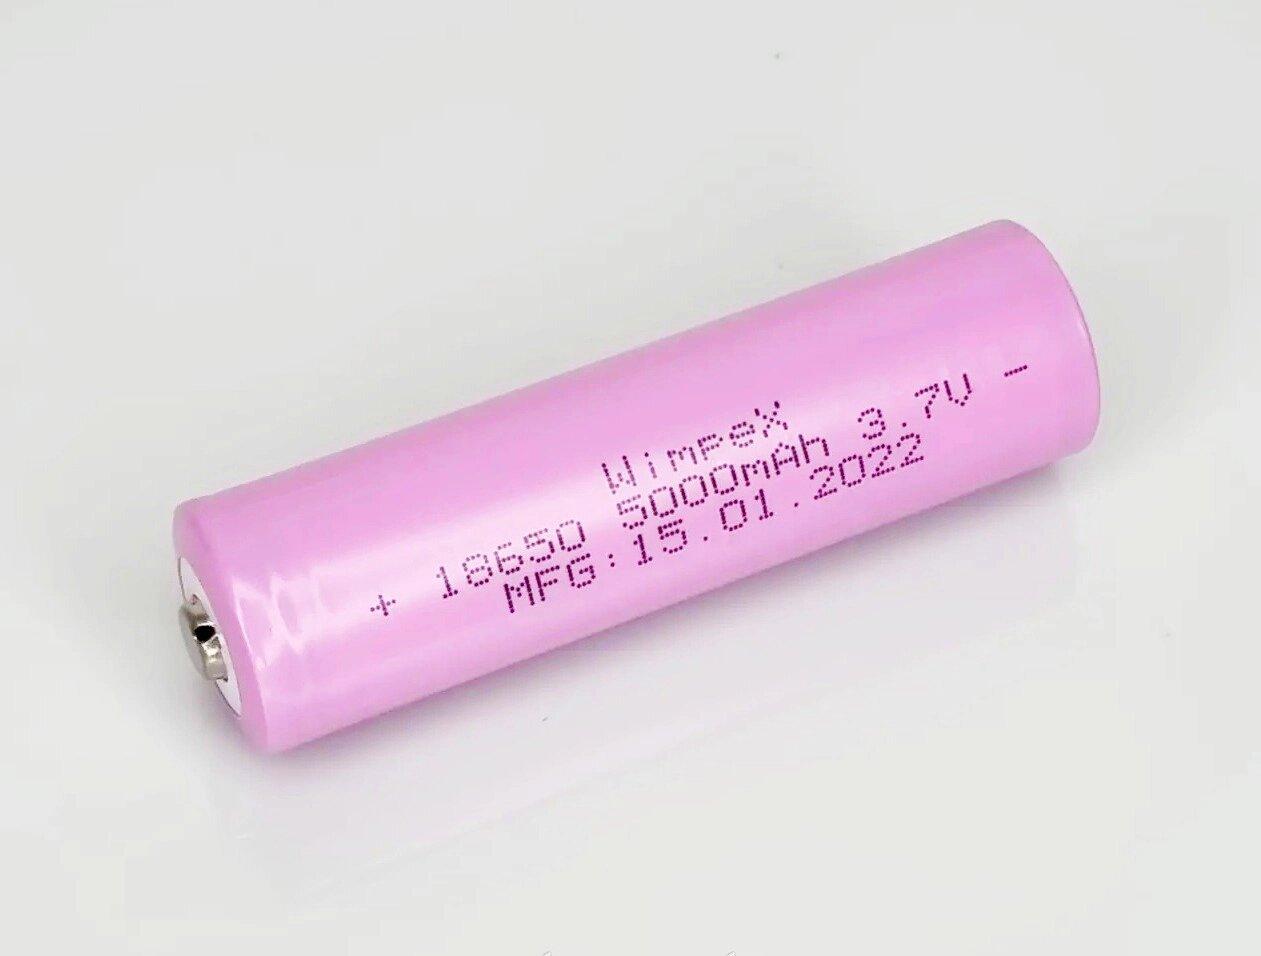 WimpeX
+ 18650 5000mAh 3.7V -
MFG:15.01.2022